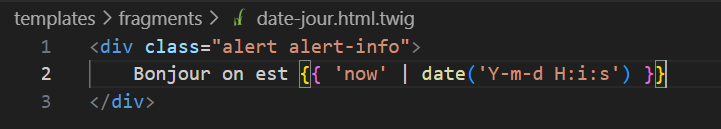 templates > fragments > date-jour.html.twig
1 <div class="alert alert-info">
2 Bonjour on est {{ 'now' | date('Y-m-d H:i:s') }}
3 </div>